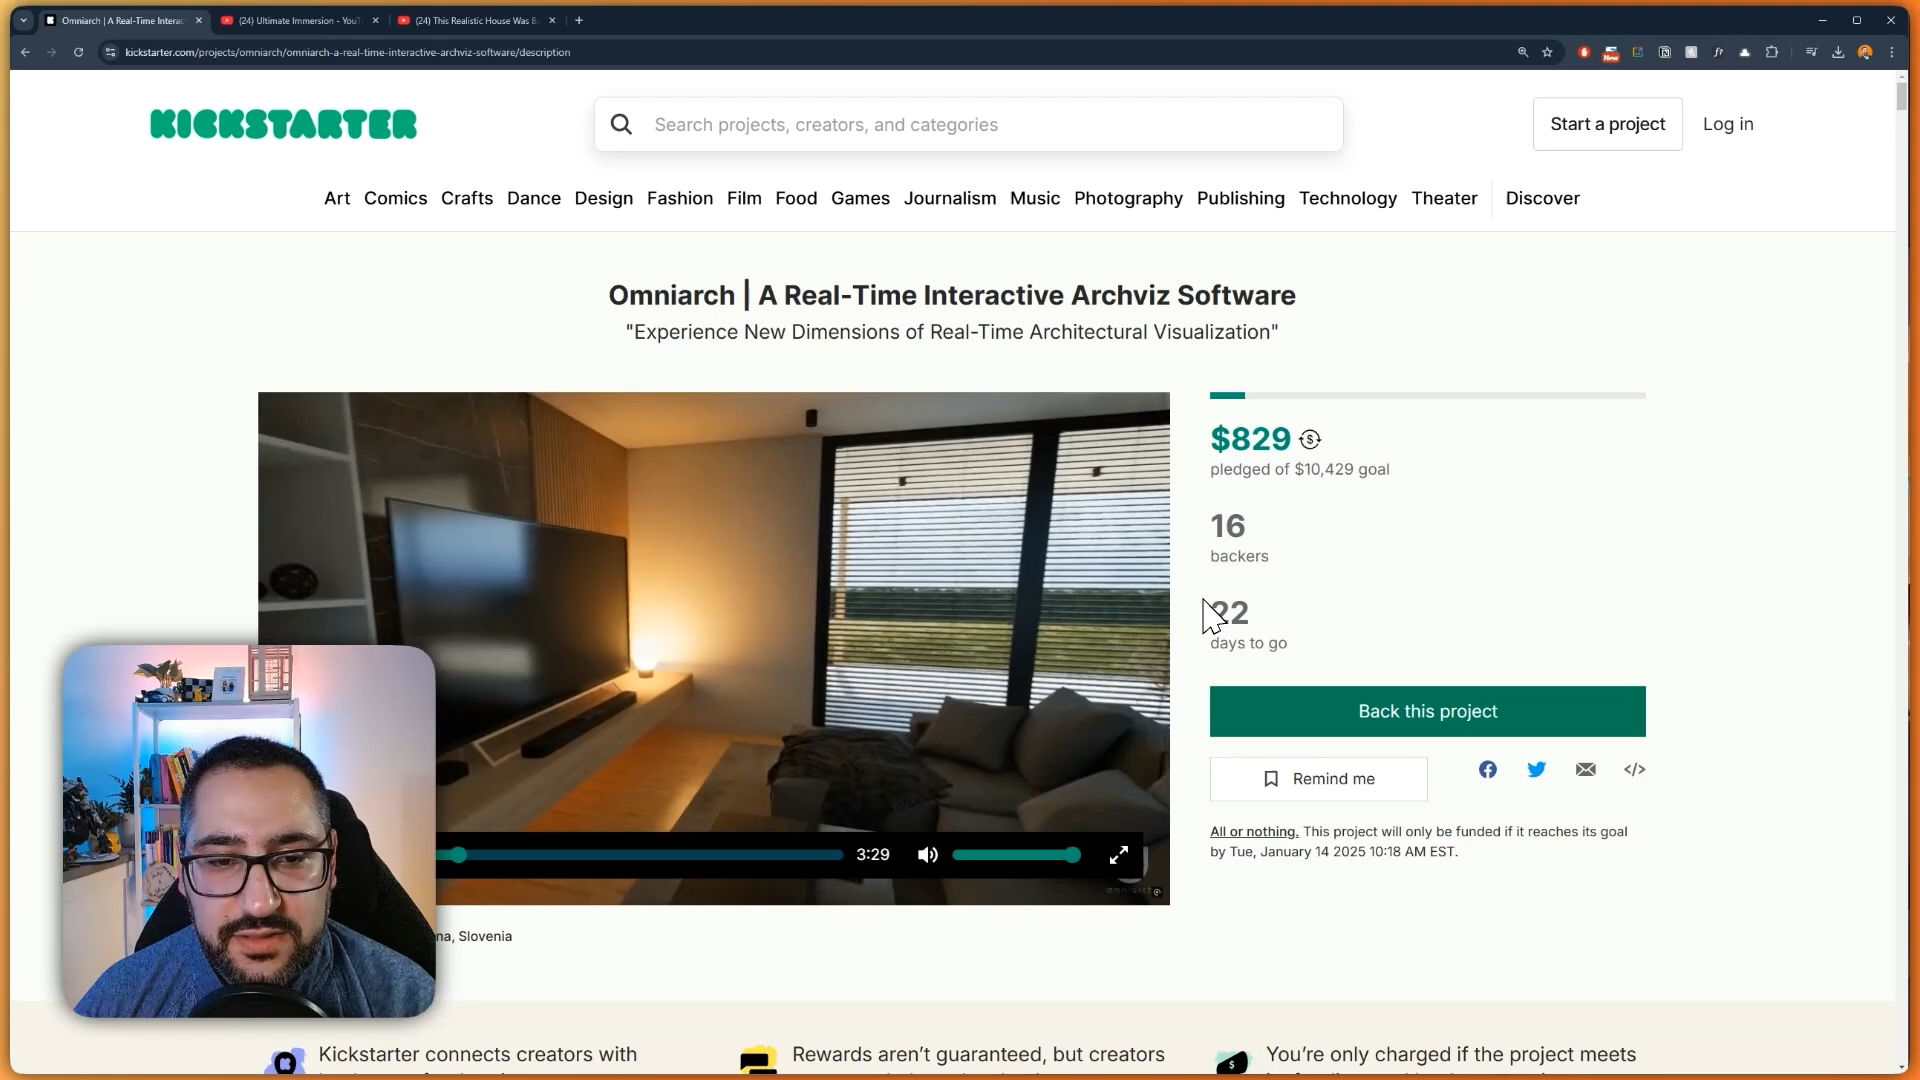 Omniarch | A Real-Time Interac
(24) Ultimate Immersion - YouT
(24) This Realistic House Was B
kickstarter.com/projects/omniarch/omniarch-a-real-time-interactive-archviz-software/description
New
KICKSTARTER
Search projects, creators, and categories
Start a project
Log in
Art Comics Crafts Dance Design Fashion Film Food Games Journalism Music Photography Publishing Technology Theater Discover
Omniarch | A Real-Time Interactive Archviz Software
"Experience New Dimensions of Real-Time Architectural Visualization"
$829
pledged of $10,429 goal
16
backers
22
days to go
Back this project
Remind me
All or nothing. This project will only be funded if it reaches its goal
by Tue, January 14 2025 10:18 AM EST.
3:29
na, Slovenia
Kickstarter connects creators with
Rewards aren't guaranteed, but creators
You're only charged if the project meets